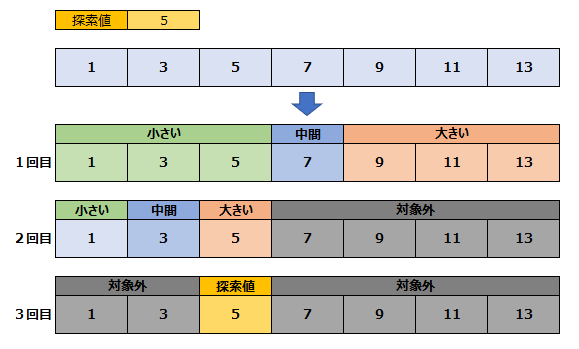 探索値 5
1 3 5 7 9 11 13
小さい 中間 大きい
1回目 1 3 5 7 9 11 13
小さい 中間 大きい 対象外
2回目 1 3 5 7 9 11 13
対象外 探索値 対象外
3回目 1 3 5 7 9 11 13